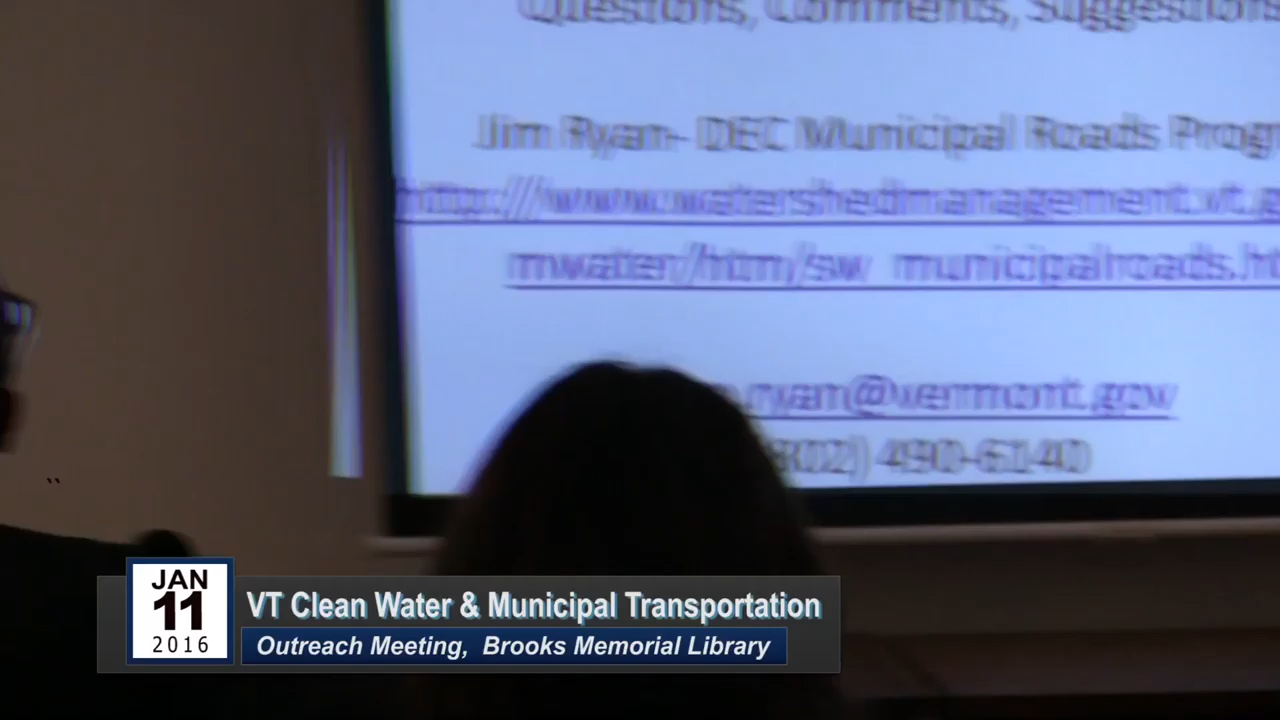 Questions, Comments, Suggestions
Jim Ryan- DEC Municipal Roads Prog
http:///www.watershedmanagement.vt.g
mwater/htm/sw_municipalroads.ht
.ryan@vermont.gov
802) 490-6140
JAN
11
2016
VT Clean Water & Municipal Transportation
Outreach Meeting, Brooks Memorial Library